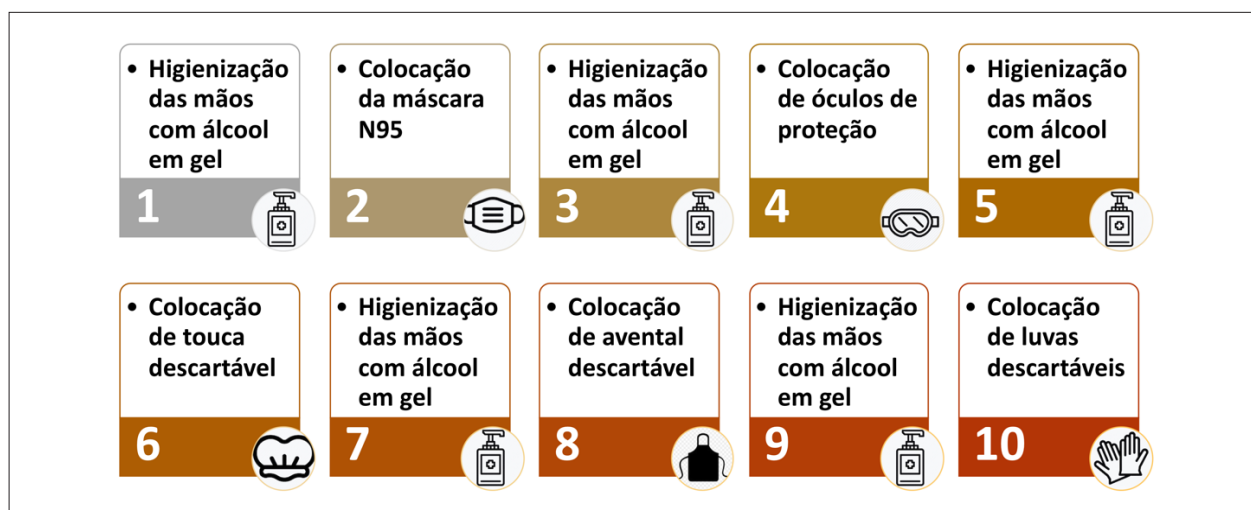 • Higienização
das mãos
com álcool
em gel
1
• Colocação
da máscara
N95
2
• Higienização
das mãos
com álcool
em gel
3
• Colocação
de óculos de
proteção
4
• Higienização
das mãos
com álcool
em gel
5
• Colocação
de touca
descartável
6
• Higienização
das mãos
com álcool
em gel
7
• Colocação
de avental
descartável
8
• Higienização
das mãos
com álcool
em gel
9
• Colocação
de luvas
descartáveis
10